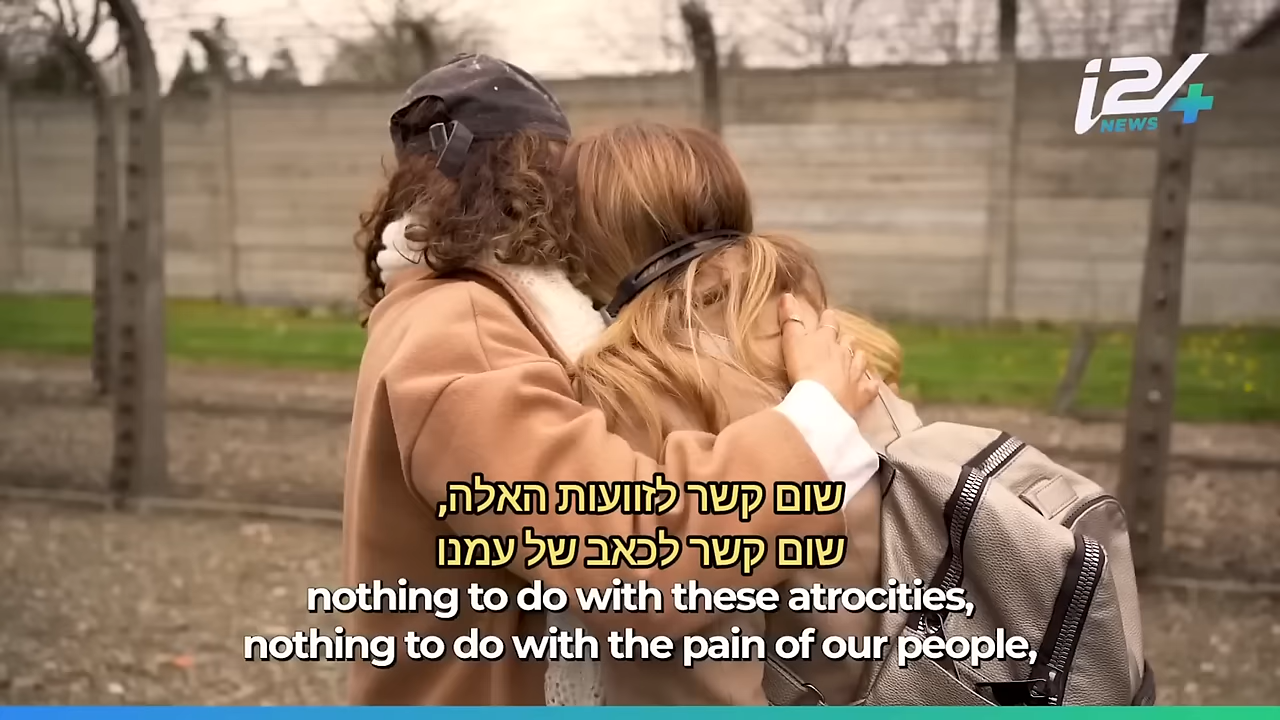 i24
NEWS
שום קשר לזוועות האלה,
שום קשר לכאב של עמנו
nothing to do with these atrocities,
nothing to do with the pain of our people,